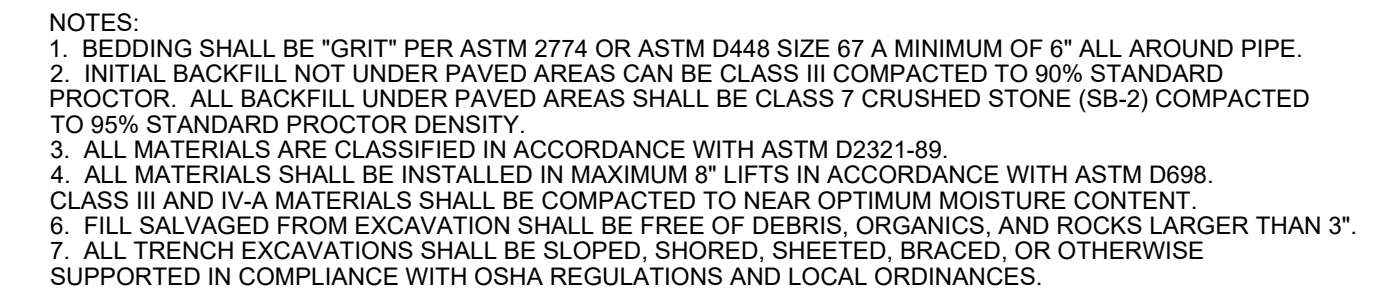 NOTES:
1. BEDDING SHALL BE "GRIT" PER ASTM 2774 OR ASTM D448 SIZE 67 A MINIMUM OF 6" ALL AROUND PIPE.
2. INITIAL BACKFILL NOT UNDER PAVED AREAS CAN BE CLASS III COMPACTED TO 90% STANDARD
PROCTOR. ALL BACKFILL UNDER PAVED AREAS SHALL BE CLASS 7 CRUSHED STONE (SB-2) COMPACTED
TO 95% STANDARD PROCTOR DENSITY.
3. ALL MATERIALS ARE CLASSIFIED IN ACCORDANCE WITH ASTM D2321-89.
4. ALL MATERIALS SHALL BE INSTALLED IN MAXIMUM 8" LIFTS IN ACCORDANCE WITH ASTM D698.
CLASS III AND IV-A MATERIALS SHALL BE COMPACTED TO NEAR OPTIMUM MOISTURE CONTENT.
6. FILL SALVAGED FROM EXCAVATION SHALL BE FREE OF DEBRIS, ORGANICS, AND ROCKS LARGER THAN 3".
7. ALL TRENCH EXCAVATIONS SHALL BE SLOPED, SHORED, SHEETED, BRACED, OR OTHERWISE
SUPPORTED IN COMPLIANCE WITH OSHA REGULATIONS AND LOCAL ORDINANCES.